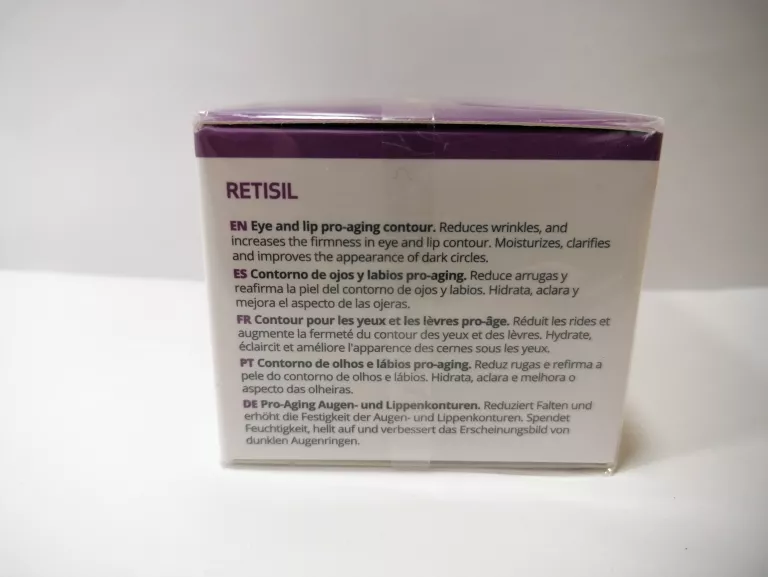 RETISIL
EN Eye and lip pro-aging contour. Reduces wrinkles, and
increases the firmness in eye and lip contour. Moisturizes, clarifies
and improves the appearance of dark circles.
ES Contorno de ojos y labios pro-aging. Reduce arrugas y
reafirma la piel del contorno de ojos y labios. Hidrata, aclara y
mejora el aspecto de las ojeras.
FR Contour pour les yeux et les lèvres pro-âge. Réduit les rides et
augmente la fermeté du contour des yeux et des lèvres. Hydrate,
éclaircit et améliore l'apparence des cernes sous les yeux.
PT Contorno de olhos e lábios pro-aging. Reduz rugas e refirma a
pele do contorno de olhos e lábios. Hidrata, aclara e melhora o
aspecto das olheiras.
DE Pro-Aging Augen- und Lippenkonturen. Reduziert Falten und
erhöht die Festigkeit der Augen- und Lippenkonturen. Spendet
Feuchtigkeit, hellt auf und verbessert das Erscheinungsbild von
dunklen Augenringen.